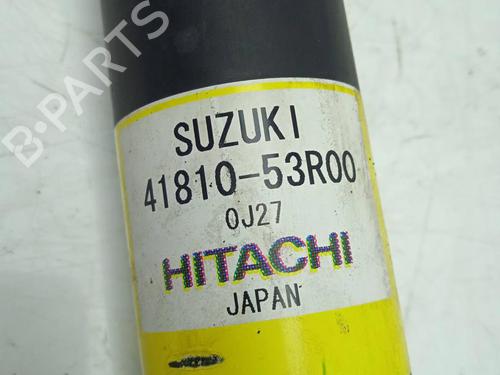 B-PARTS
SUZUKI
41810-53R00
0J27
HITACHI
JAPAN